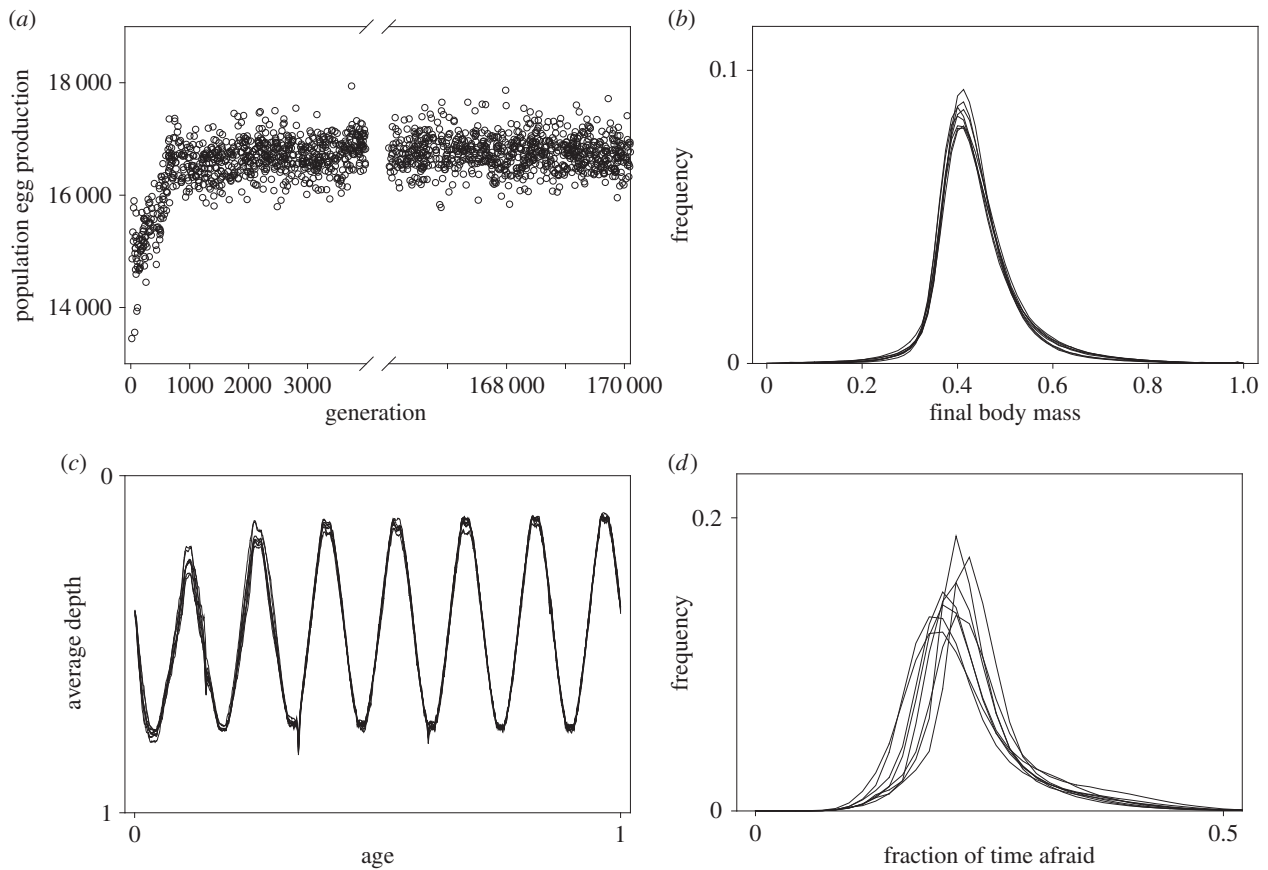 (a)
population egg production
18 000
16 000
14 000
0 1000 2000 3000 168 000 170 000
generation
(b)
frequency
0.1
0
0 0.2 0.4 0.6 0.8 1.0
final body mass
(c)
average depth
0
1
0 1
age
(d)
frequency
0.2
0
0 0.5
fraction of time afraid